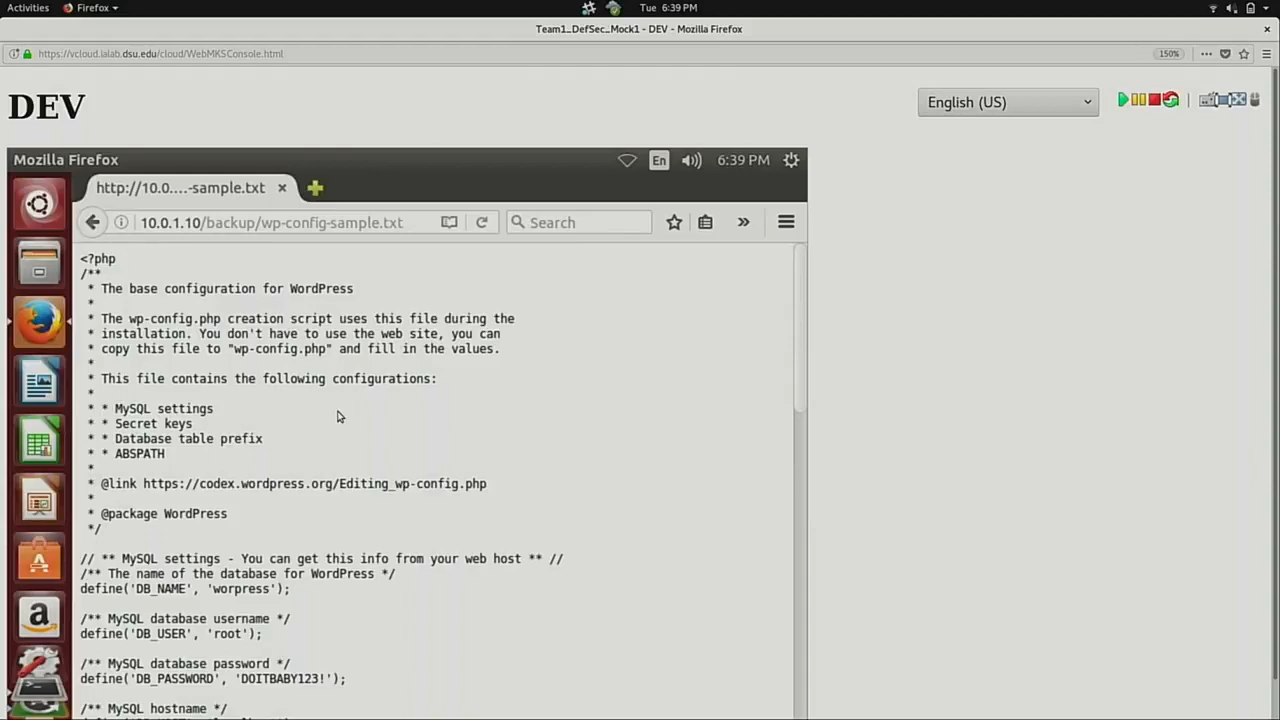 Activities Firefox Tue 6:39 PM
Team1_DefSec_Mock1 - DEV - Mozilla Firefox
https://vcloud.ialab.dsu.edu/cloud/WebMKSConsole.html 150%
DEV
English (US)
Mozilla Firefox En 6:39 PM
http://10.0....-sample.txt
10.0.1.10/backup/wp-config-sample.txt Search
<?php
/**
* The base configuration for WordPress
*
* The wp-config.php creation script uses this file during the
* installation. You don't have to use the web site, you can
* copy this file to "wp-config.php" and fill in the values.
*
* This file contains the following configurations:
*
* * MySQL settings
* * Secret keys
* * Database table prefix
* * ABSPATH
*
* @link https://codex.wordpress.org/Editing_wp-config.php
*
* @package WordPress
*/
// ** MySQL settings - You can get this info from your web host ** //
/** The name of the database for WordPress */
define('DB_NAME', 'worpress');
/** MySQL database username */
define('DB_USER', 'root');
/** MySQL database password */
define('DB_PASSWORD', 'DOITBABY123!');
/** MySQL hostname */